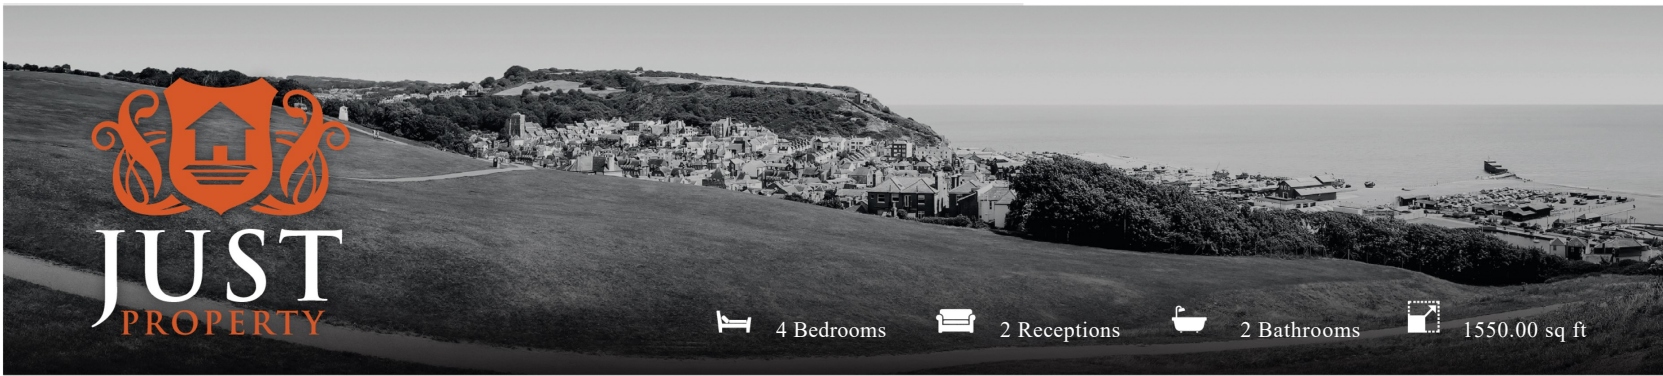 JUST
PROPERTY
4 Bedrooms
2 Receptions
2 Bathrooms
1550.00 sq ft